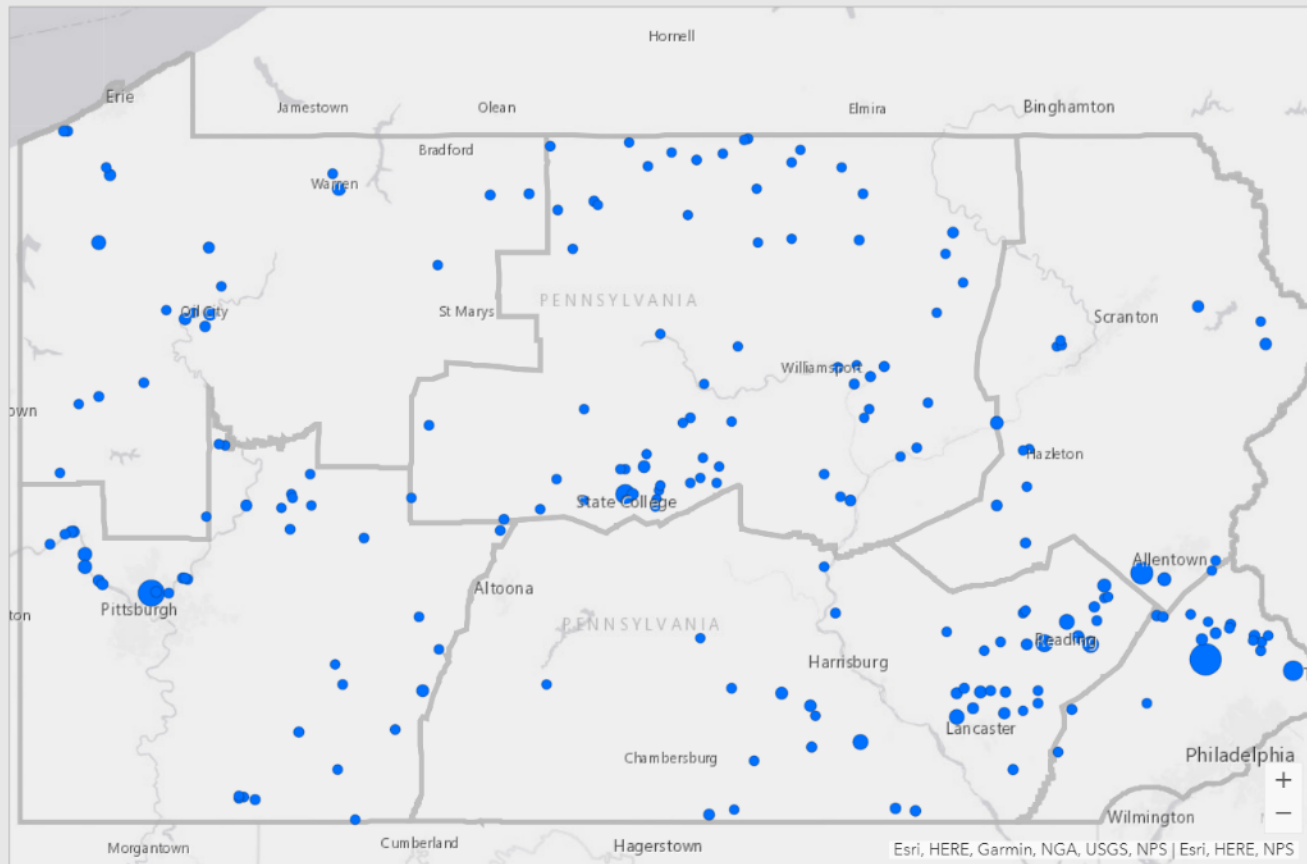 Hornell
Erie
Jamestown
Olean
Elmira
Binghamton
Bradford
Warren
PENNSYLVANIA
Oil City
St Marys
Scranton
Williamsport
own
Hazleton
State College
Allentown
Pittsburgh
ton
Altoona
PENNSYLVANIA
Reading
Harrisburg
Lancaster
Chambersburg
Philadelphia
+
−
Wilmington
Morgantown
Cumberland
Hagerstown
Esri, HERE, Garmin, NGA, USGS, NPS | Esri, HERE, NPS